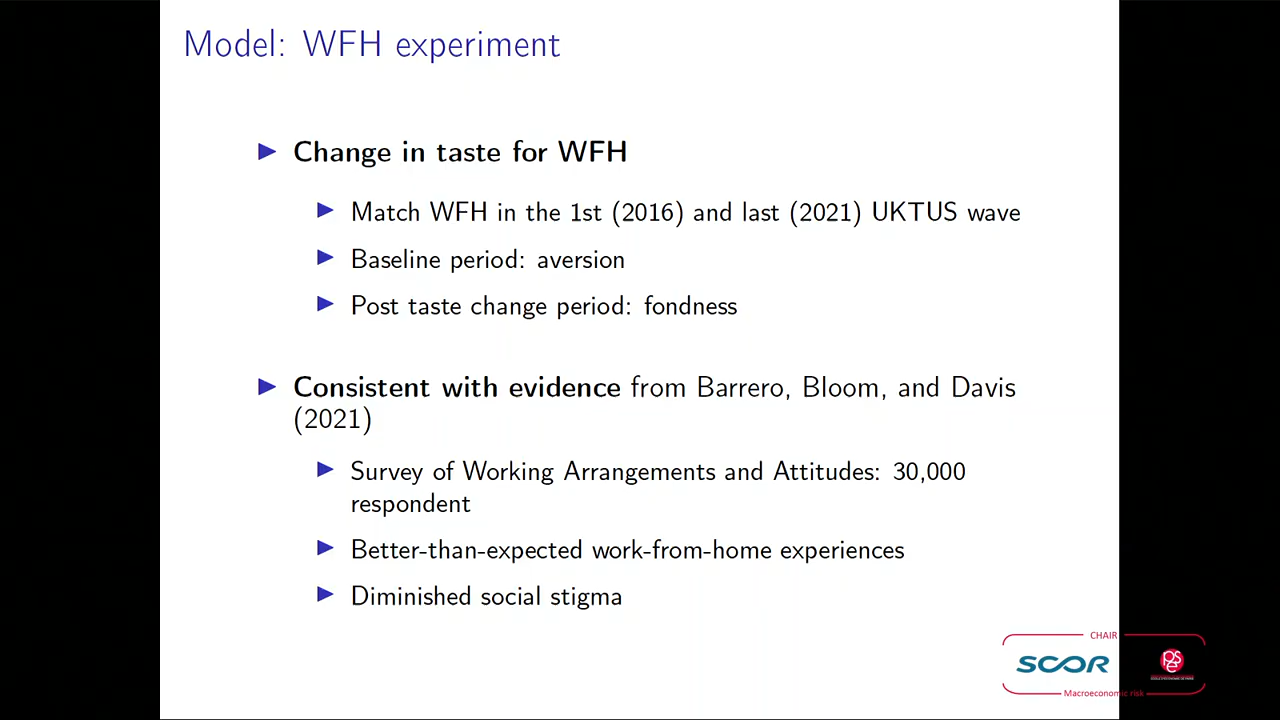 Model: WFH experiment
Change in taste for WFH
Match WFH in the 1st (2016) and last (2021) UKTUS wave
Baseline period: aversion
Post taste change period: fondness
Consistent with evidence from Barrero, Bloom, and Davis
(2021)
Survey of Working Arrangements and Attitudes: 30,000
respondent
Better-than-expected work-from-home experiences
Diminished social stigma
CHAIR
SCOR
PSE
Macroeconomic risk